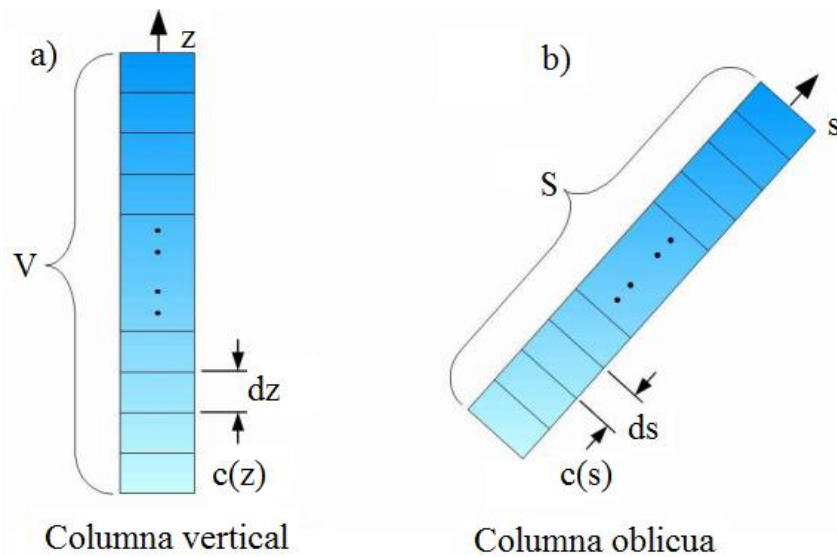 a)
z
V
dz
c(z)
Columna vertical
b)
s
S
ds
c(s)
Columna oblicua